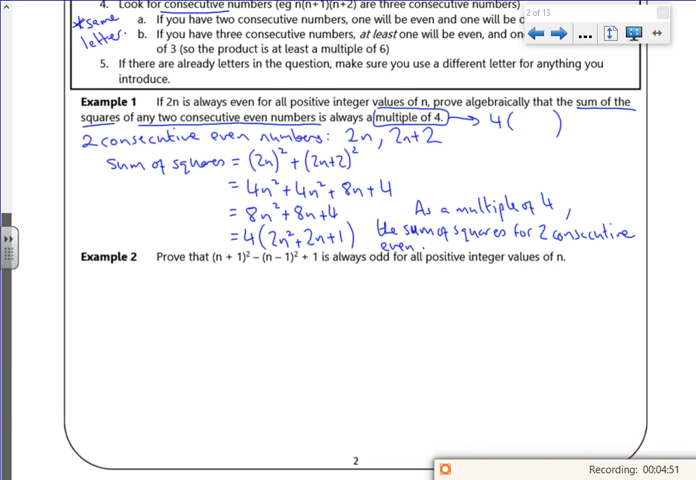 4. Look for consecutive numbers (eg n(n+1)(n+2) are three consecutive numbers)
*same letter.
a. If you have two consecutive numbers, one will be even and one will be
b. If you have three consecutive numbers, at least one will be even, and
of 3 (so the product is at least a multiple of 6)
5. If there are already letters in the question, make sure you use a different letter for anything you
introduce.
2 of 13
...
Example 1 If 2n is always even for all positive integer values of n, prove algebraically that the sum of the
squares of any two consecutive even numbers is always a multiple of 4. → 4( )
2 consecutive even numbers: 2n, 2n+2
Sum of squares = (2n)² + (2n+2)²
= 4n² + 4n² + 8n + 4
= 8n² + 8n + 4
= 4(2n² + 2n + 1)
As a multiple of 4,
the sum of squares for 2 consecutive
even.
Example 2 Prove that (n + 1)² – (n – 1)² + 1 is always odd for all positive integer values of n.
2
Recording: 00:04:51